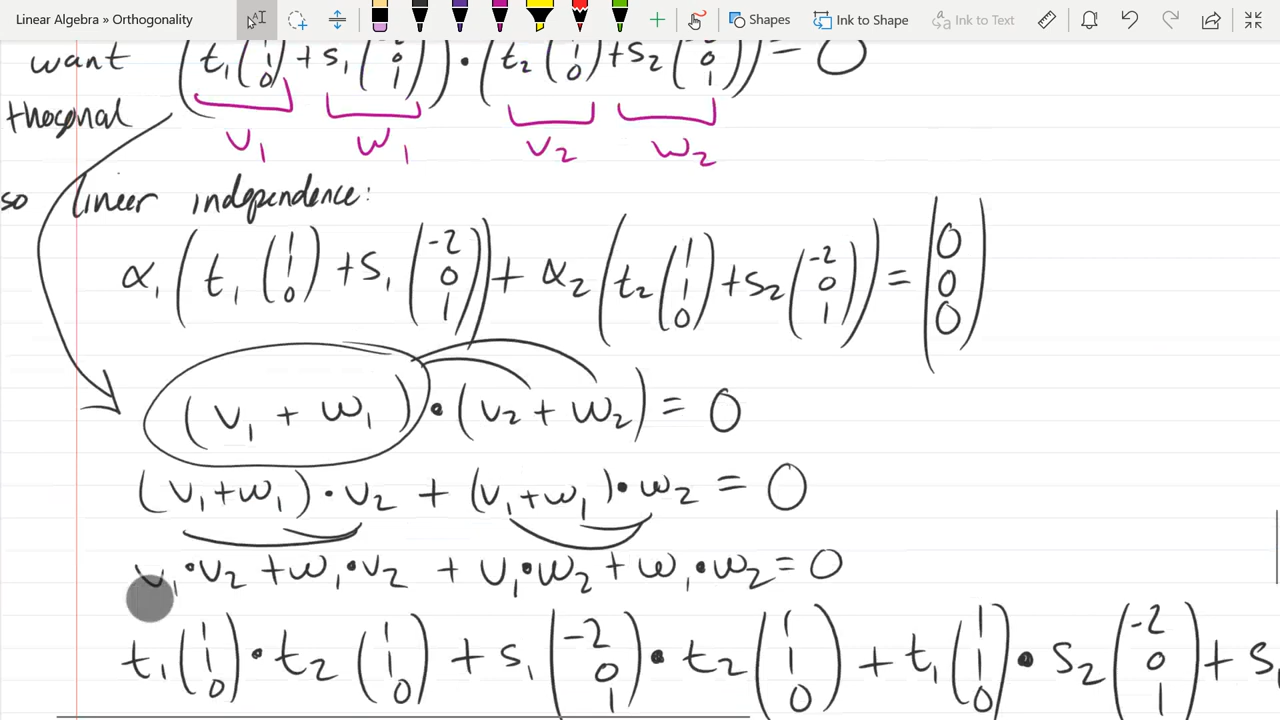 Linear Algebra » Orthogonality Shapes Ink to Shape Ink to Text
want (t₁(1 1 0) + s₁(-2 0 1)) • (t₂(1 1 0) + s₂(-2 0 1)) = 0
thogonal v₁ w₁ v₂ w₂
so linear independence:
α₁(t₁(1 1 0) + s₁(-2 0 1)) + α₂(t₂(1 1 0) + s₂(-2 0 1)) = (0 0 0)
(v₁ + w₁) • (v₂ + w₂) = 0
(v₁+w₁) • v₂ + (v₁+w₁) • w₂ = 0
v₁•v₂ + w₁•v₂ + v₁•w₂ + w₁•w₂ = 0
t₁(1 1 0) • t₂(1 1 0) + s₁(-2 0 1) • t₂(1 1 0) + t₁(1 1 0) • s₂(-2 0 1) + s₁